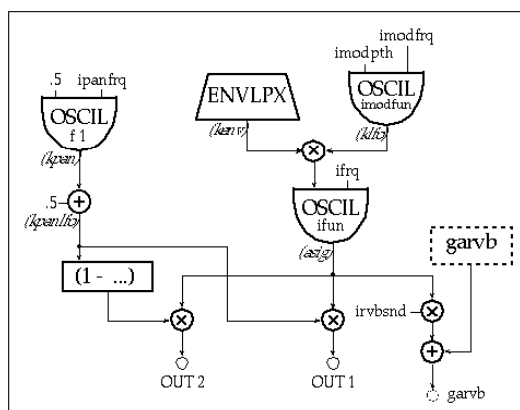 imodfrq
imodpth
.5 ipanfrq
OSCIL
f 1
(kpan)
ENVLPX
(kenv)
OSCIL
imodfun
(klfo)
×
ifrq
.5
+
(kpanlfo)
OSCIL
ifun
(asig)
garvb
(1 - ...)
×
×
irvbsnd
×
+
OUT 2
OUT 1
garvb